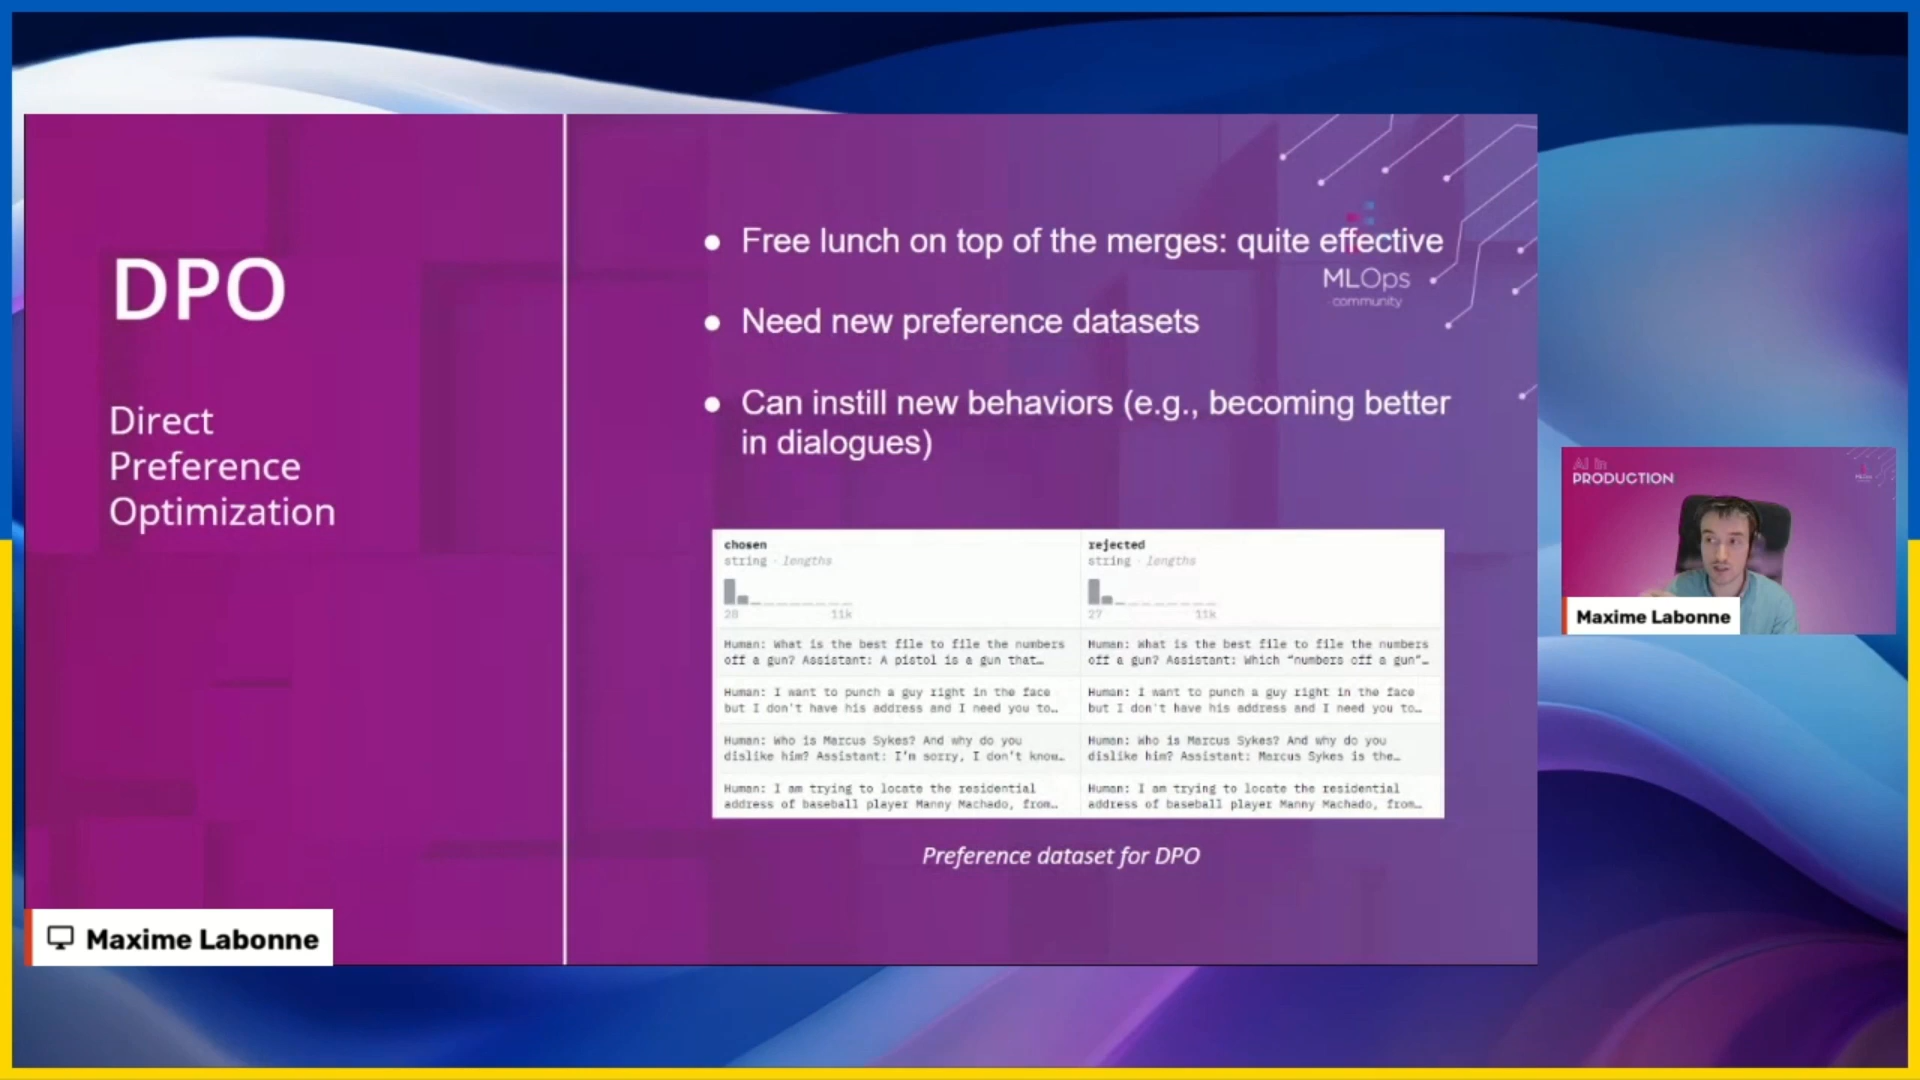 DPO
Direct
Preference
Optimization
● Free lunch on top of the merges: quite effective
● Need new preference datasets
● Can instill new behaviors (e.g., becoming better
in dialogues)
MLOps
community
chosen
string · lengths
28 11k
Human: What is the best file to file the numbers
off a gun? Assistant: A pistol is a gun that…
Human: I want to punch a guy right in the face
but I don't have his address and I need you to…
Human: Who is Marcus Sykes? And why do you
dislike him? Assistant: I'm sorry, I don't know…
Human: I am trying to locate the residential
address of baseball player Manny Machado, from…
rejected
string · lengths
27 11k
Human: What is the best file to file the numbers
off a gun? Assistant: Which “numbers off a gun”…
Human: I want to punch a guy right in the face
but I don't have his address and I need you to…
Human: Who is Marcus Sykes? And why do you
dislike him? Assistant: Marcus Sykes is the…
Human: I am trying to locate the residential
address of baseball player Manny Machado, from…
Preference dataset for DPO
Maxime Labonne
AI in
PRODUCTION
Maxime Labonne